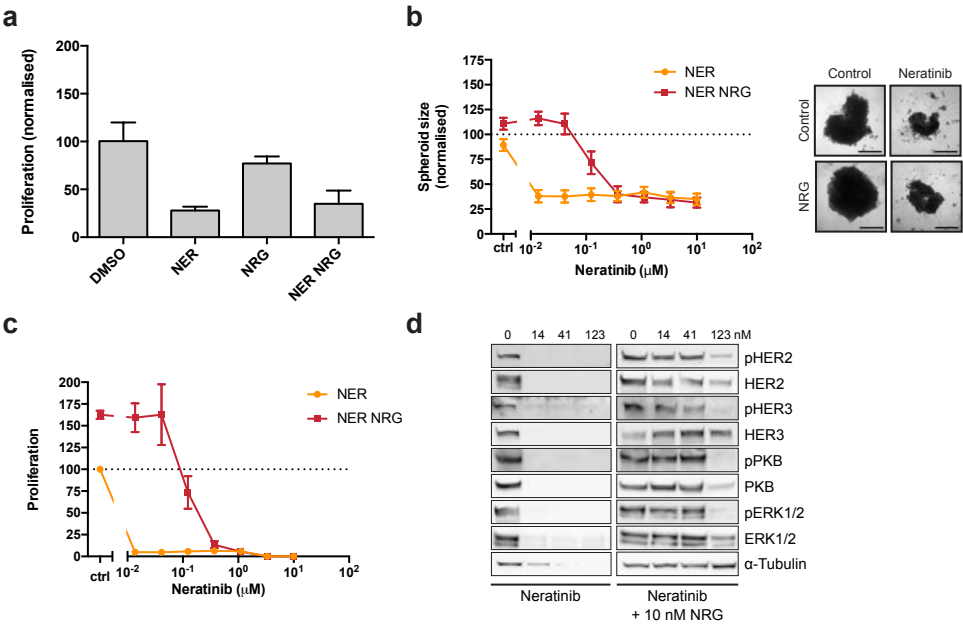 a
Proliferation (normalised)
200
150
100
50
0
DMSO
NER
NRG
NER NRG
b
Spheroid size
(normalised)
175
150
125
100
75
50
25
0
ctrl 10-2 10-1 100 101 102
Neratinib (μM)
NER
NER NRG
Control Neratinib
Control
NRG
c
Proliferation
200
175
150
125
100
75
50
25
0
ctrl 10-2 10-1 100 101 102
Neratinib (μM)
NER
NER NRG
d
0 14 41 123 0 14 41 123 nM
pHER2
HER2
pHER3
HER3
pPKB
PKB
pERK1/2
ERK1/2
α-Tubulin
Neratinib Neratinib
+ 10 nM NRG